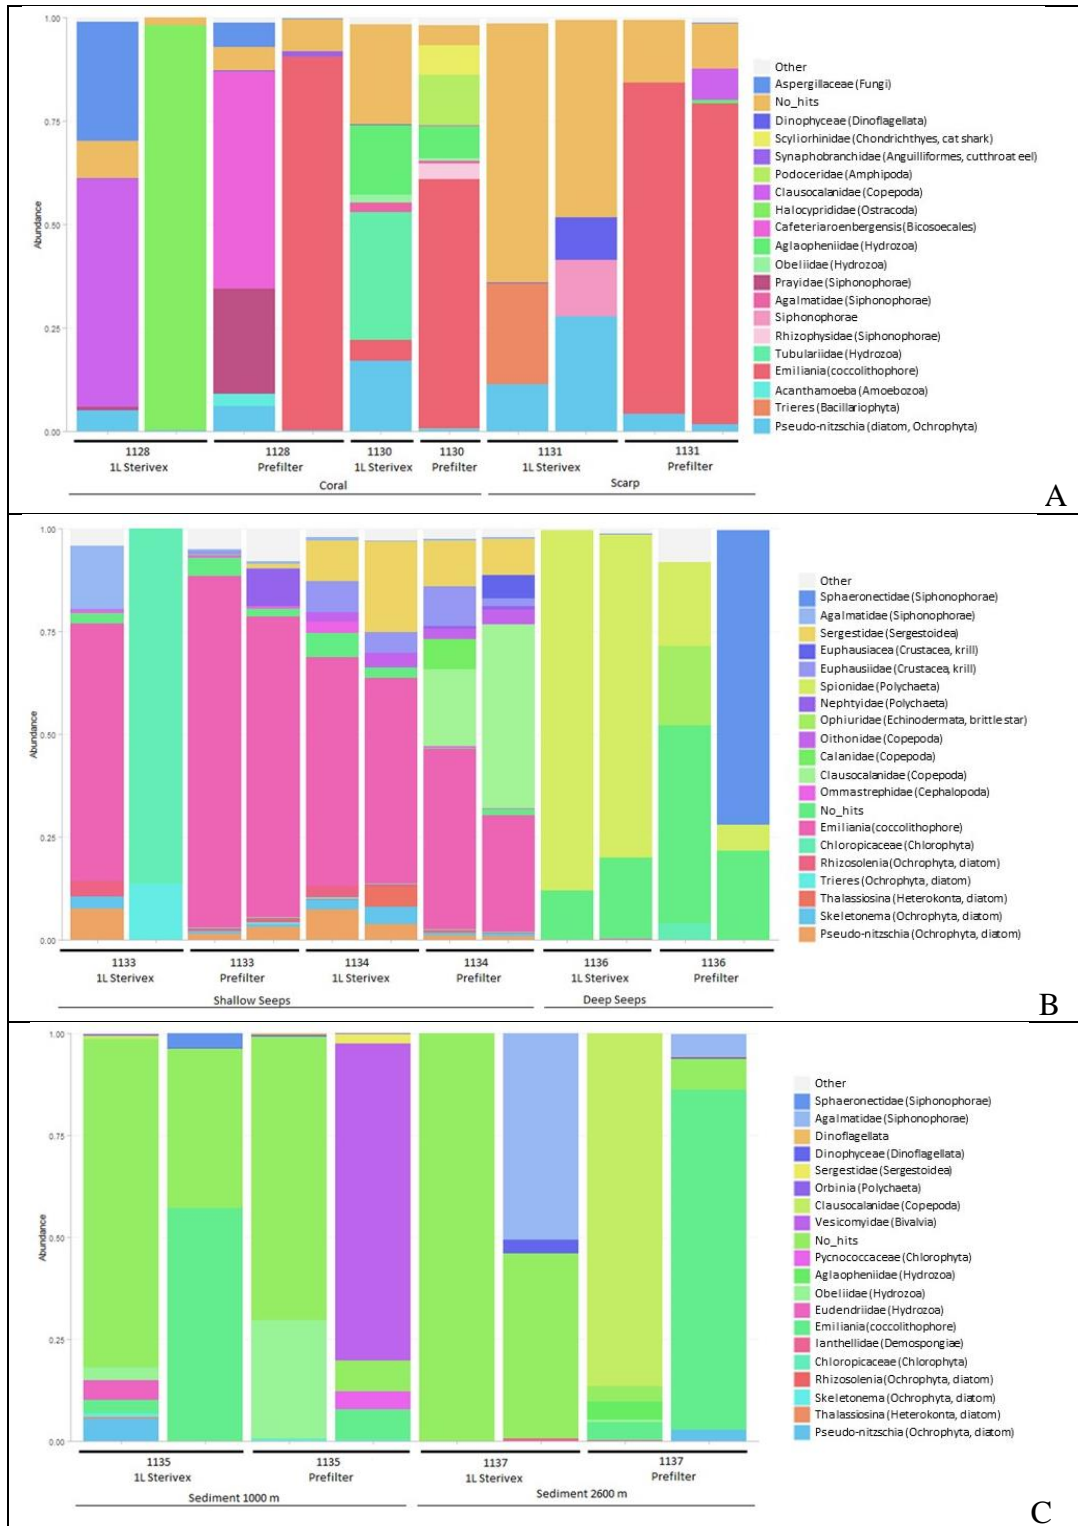 1.00
0.75
0.50
0.25
0.00
Abundance
1128
1L Sterivex
1128
Prefilter
1130
1L Sterivex
1130
Prefilter
1131
1L Sterivex
1131
Prefilter
Coral
Scarp
Other
Aspergillaceae (Fungi)
No_hits
Dinophyceae (Dinoflagellata)
Scyliorhinidae (Chondrichthyes, cat shark)
Synaphobranchidae (Anguilliformes, cutthroat eel)
Podoceridae (Amphipoda)
Clausocalanidae (Copepoda)
Halocyprididae (Ostracoda)
Cafeteriaroenbergensis (Bicosoecales)
Aglaopheniidae (Hydrozoa)
Obeliidae (Hydrozoa)
Prayidae (Siphonophorae)
Agalmatidae (Siphonophorae)
Siphonophorae
Rhizophysidae (Siphonophorae)
Tubulariidae (Hydrozoa)
Emiliania (coccolithophore)
Acanthamoeba (Amoebozoa)
Trieres (Bacillariophyta)
Pseudo-nitzschia (diatom, Ochrophyta)
A
1.00
0.75
0.50
0.25
0.00
Abundance
1133
1L Sterivex
1133
Prefilter
1134
1L Sterivex
1134
Prefilter
1136
1L Sterivex
1136
Prefilter
Shallow Seeps
Deep Seeps
Other
Sphaeronectidae (Siphonophorae)
Agalmatidae (Siphonophorae)
Sergestidae (Sergestoidea)
Euphausiacea (Crustacea, krill)
Euphausiidae (Crustacea, krill)
Spionidae (Polychaeta)
Nephtyidae (Polychaeta)
Ophiuridae (Echinodermata, brittle star)
Oithonidae (Copepoda)
Calanidae (Copepoda)
Clausocalanidae (Copepoda)
Ommastrephidae (Cephalopoda)
No_hits
Emiliania (coccolithophore)
Chloropicaceae (Chlorophyta)
Rhizosolenia (Ochrophyta, diatom)
Trieres (Ochrophyta, diatom)
Thalassiosina (Heterokonta, diatom)
Skeletonema (Ochrophyta, diatom)
Pseudo-nitzschia (Ochrophyta, diatom)
B
1.00
0.75
0.50
0.25
0.00
Abundance
1135
1L Sterivex
1135
Prefilter
1137
1L Sterivex
1137
Prefilter
Sediment 1000 m
Sediment 2600 m
Other
Sphaeronectidae (Siphonophorae)
Agalmatidae (Siphonophorae)
Dinoflagellata
Dinophyceae (Dinoflagellata)
Sergestidae (Sergestoidea)
Orbinia (Polychaeta)
Clausocalanidae (Copepoda)
Vesicomyidae (Bivalvia)
No_hits
Pycnococcaceae (Chlorophyta)
Aglaopheniidae (Hydrozoa)
Obeliidae (Hydrozoa)
Eudendriidae (Hydrozoa)
Emiliania (coccolithophore)
Ianthellidae (Demospongiae)
Chloropicaceae (Chlorophyta)
Rhizosolenia (Ochrophyta, diatom)
Skeletonema (Ochrophyta, diatom)
Thalassiosina (Heterokonta, diatom)
Pseudo-nitzschia (Ochrophyta, diatom)
C